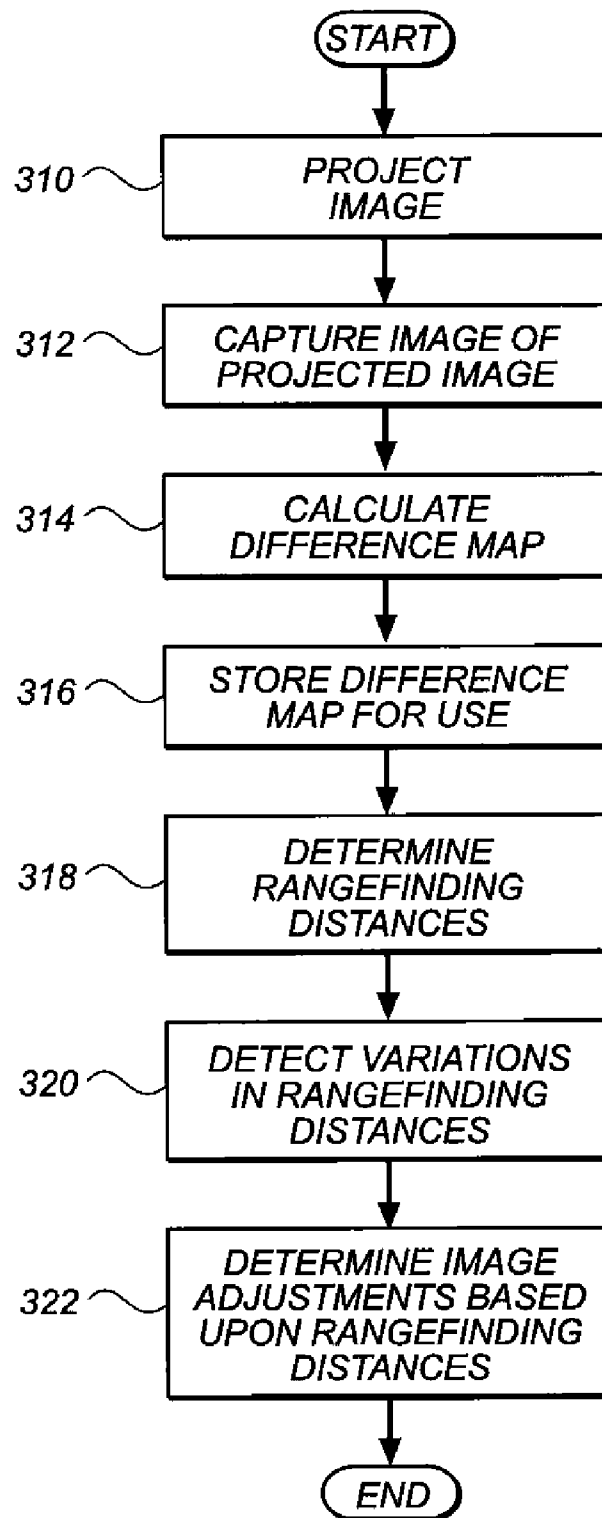 START
310
PROJECT
IMAGE
312
CAPTURE IMAGE OF
PROJECTED IMAGE
314
CALCULATE
DIFFERENCE MAP
316
STORE DIFFERENCE
MAP FOR USE
318
DETERMINE
RANGEFINDING
DISTANCES
320
DETECT VARIATIONS
IN RANGEFINDING
DISTANCES
322
DETERMINE IMAGE
ADJUSTMENTS BASED
UPON RANGEFINDING
DISTANCES
END